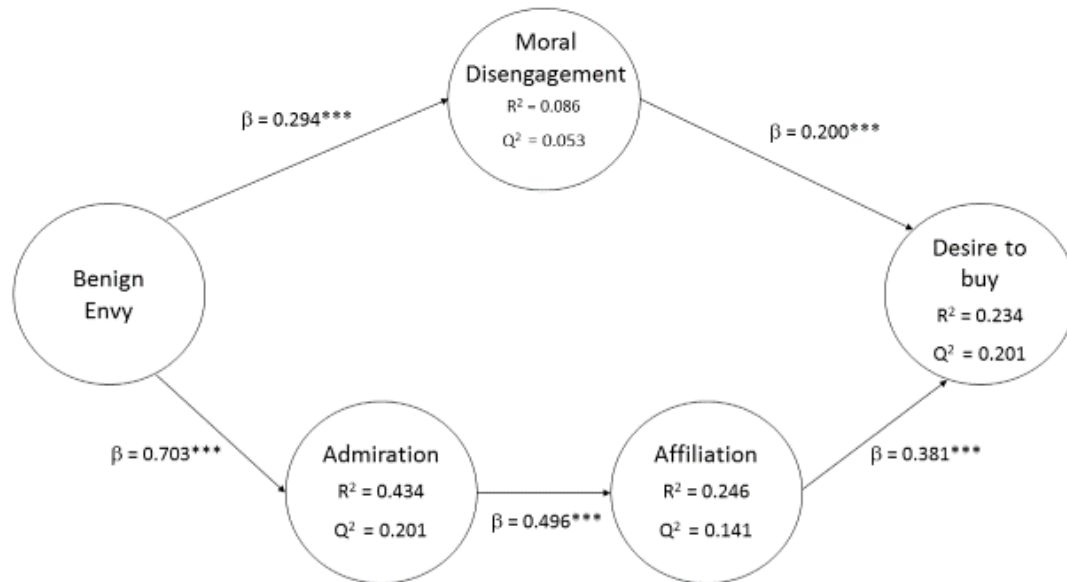 Moral
Disengagement
R² = 0.086
Q² = 0.053
β = 0.294***
β = 0.200***
Benign
Envy
Desire to
buy
R² = 0.234
Q² = 0.201
β = 0.703***
Admiration
R² = 0.434
Q² = 0.201
β = 0.496***
Affiliation
R² = 0.246
Q² = 0.141
β = 0.381***